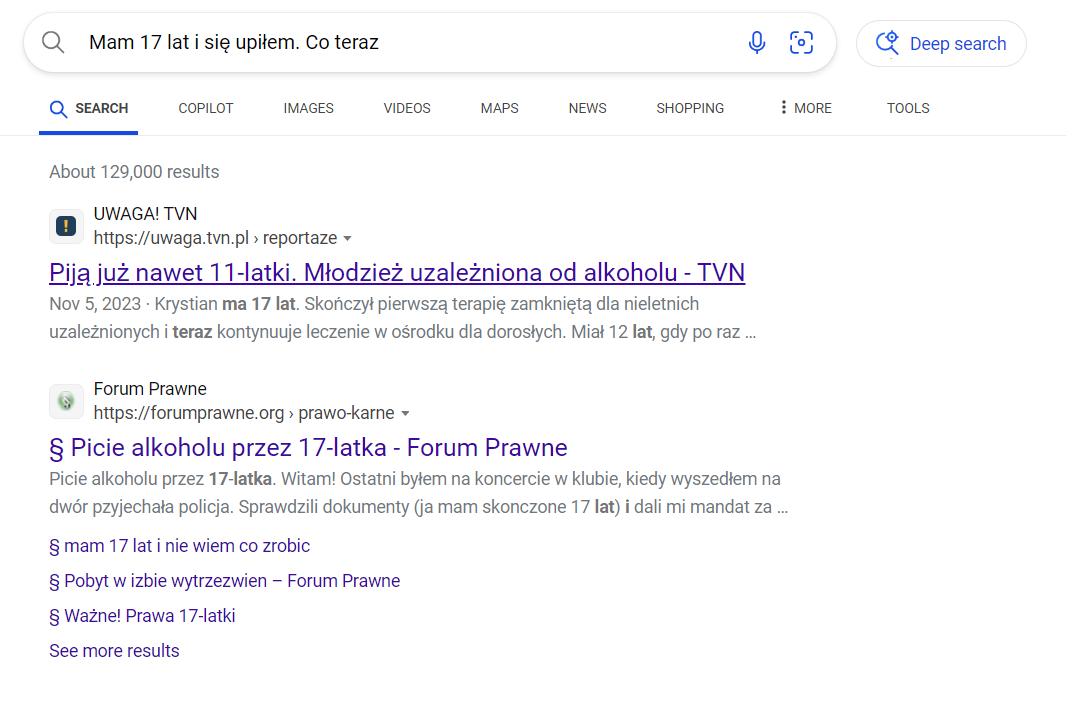 Mam 17 lat i się upiłem. Co teraz
Deep search
SEARCH COPILOT IMAGES VIDEOS MAPS NEWS SHOPPING MORE TOOLS
About 129,000 results
UWAGA! TVN
https://uwaga.tvn.pl › reportaze
Piją już nawet 11-latki. Młodzież uzależniona od alkoholu - TVN
Nov 5, 2023 · Krystian ma 17 lat. Skończył pierwszą terapię zamkniętą dla nieletnich
uzależnionych i teraz kontynuuje leczenie w ośrodku dla dorosłych. Miał 12 lat, gdy po raz ...
Forum Prawne
https://forumprawne.org › prawo-karne
§ Picie alkoholu przez 17-latka - Forum Prawne
Picie alkoholu przez 17-latka. Witam! Ostatni byłem na koncercie w klubie, kiedy wyszedłem na
dwór pzyjechała policja. Sprawdzili dokumenty (ja mam skonczone 17 lat) i dali mi mandat za ...
§ mam 17 lat i nie wiem co zrobic
§ Pobyt w izbie wytrzezwien – Forum Prawne
§ Ważne! Prawa 17-latki
See more results